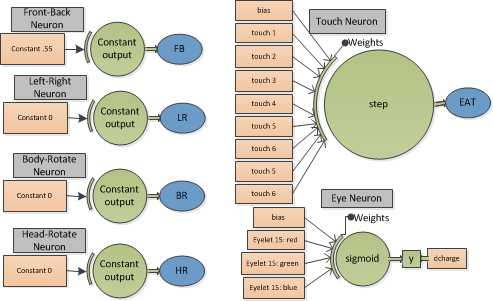 Front-Back
Neuron
Constant .55
Constant
output
FB
Left-Right
Neuron
Constant 0
Constant
output
LR
Body-Rotate
Neuron
Constant 0
Constant
output
BR
Head-Rotate
Neuron
Constant 0
Constant
output
HR
Touch Neuron
bias
touch 1
touch 2
touch 3
touch 4
touch 5
touch 6
touch 5
touch 6
Weights
step
EAT
Eye Neuron
bias
Eyelet 15: red
Eyelet 15: green
Eyelet 15: blue
Weights
sigmoid
y
dcharge